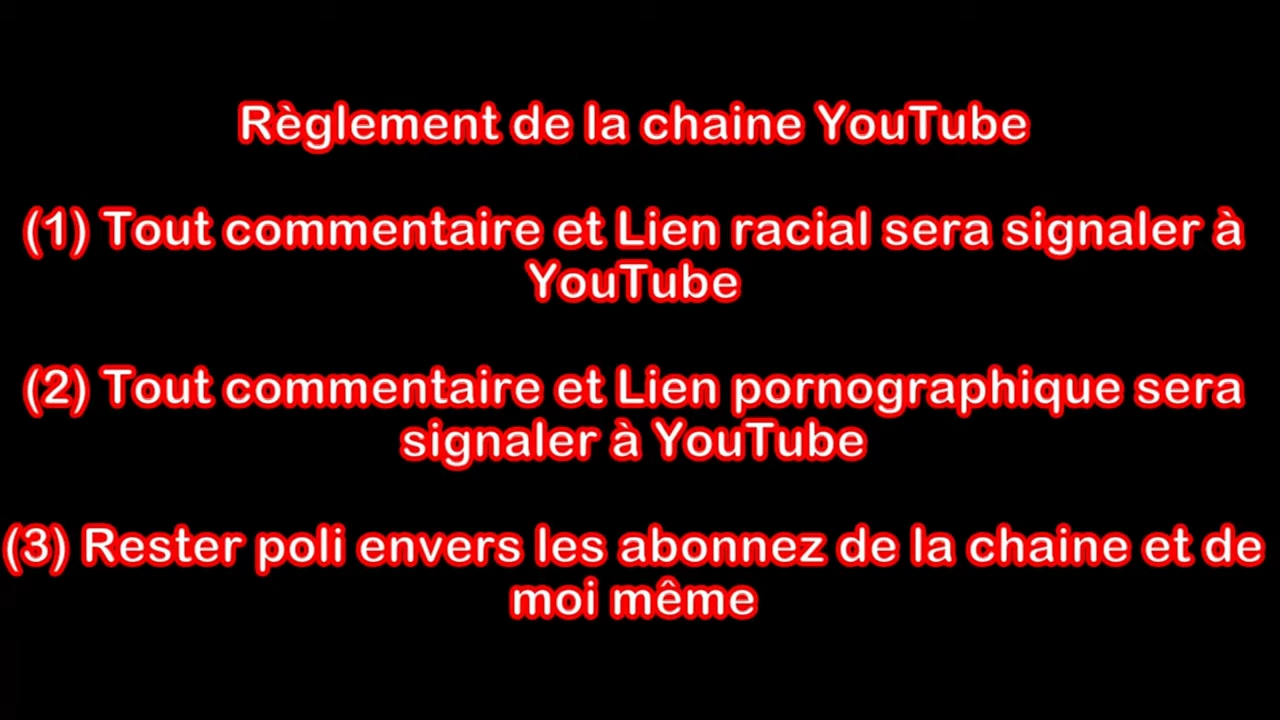 Règlement de la chaine YouTube
(1) Tout commentaire et Lien racial sera signaler à
YouTube
(2) Tout commentaire et Lien pornographique sera
signaler à YouTube
(3) Rester poli envers les abonnez de la chaine et de
moi même